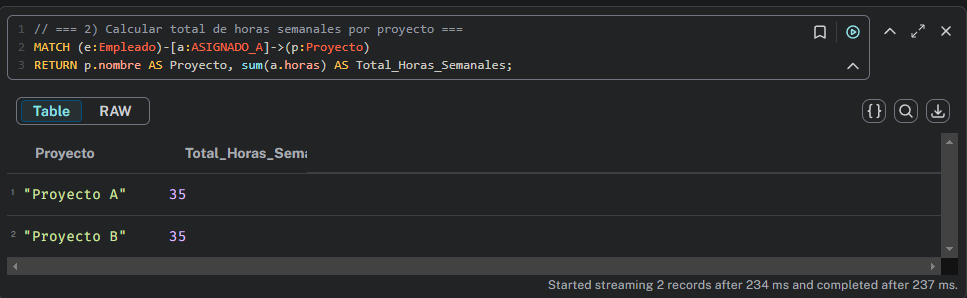 1 // === 2) Calcular total de horas semanales por proyecto ===
2 MATCH (e:Empleado)-[a:ASIGNADO_A]->(p:Proyecto)
3 RETURN p.nombre AS Proyecto, sum(a.horas) AS Total_Horas_Semanales;
Table RAW
{}
Proyecto Total_Horas_Sema
1 "Proyecto A" 35
2 "Proyecto B" 35
Started streaming 2 records after 234 ms and completed after 237 ms.